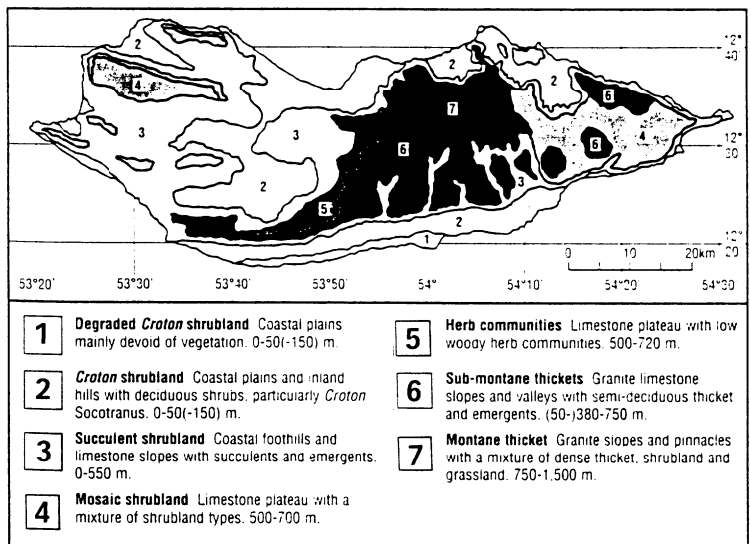 2
12°
40'
2
2
4
7
6
3
3
4
6
6
12°
30
2
3
5
2
1
12°
20
0 10 20km
53°20' 53°30 53°40' 53°50 54° 54°10' 54°20 54°30
1 Degraded Croton shrubland Coastal plains
mainly devoid of vegetation. 0-50(-150) m.
2 Croton shrubland Coastal plains and inland
hills with deciduous shrubs, particularly Croton
Socotranus. 0-50(-150) m.
3 Succulent shrubland Coastal foothills and
limestone slopes with succulents and emergents.
0-550 m.
4 Mosaic shrubland Limestone plateau with a
mixture of shrubland types. 500-700 m.
5 Herb communities Limestone plateau with low
woody herb communities. 500-720 m.
6 Sub-montane thickets Granite limestone
slopes and valleys with semi-deciduous thicket
and emergents. (50-)380-750 m.
7 Montane thicket Granite slopes and pinnacles
with a mixture of dense thicket, shrubland and
grassland. 750-1,500 m.